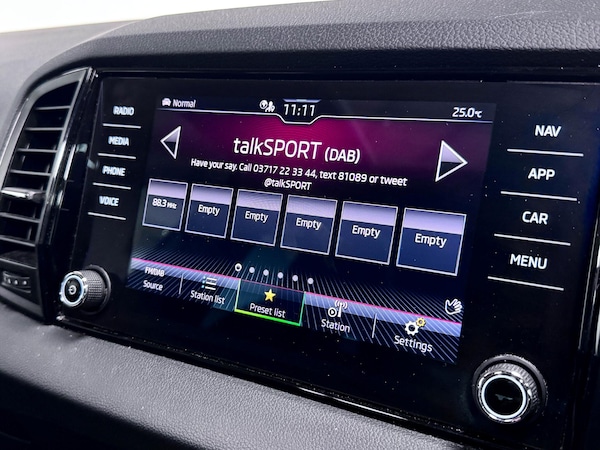 RADIO
MEDIA
PHONE
VOICE
Normal
11:11
25.0°C
talkSPORT (DAB)
Have your say. Call 03717 22 33 44, text 81089 or tweet
@talkSPORT
88.3 MHz
Empty
Empty
Empty
Empty
Empty
FM/DAB
Source
Station list
Preset list
Station
Settings
NAV
APP
CAR
MENU